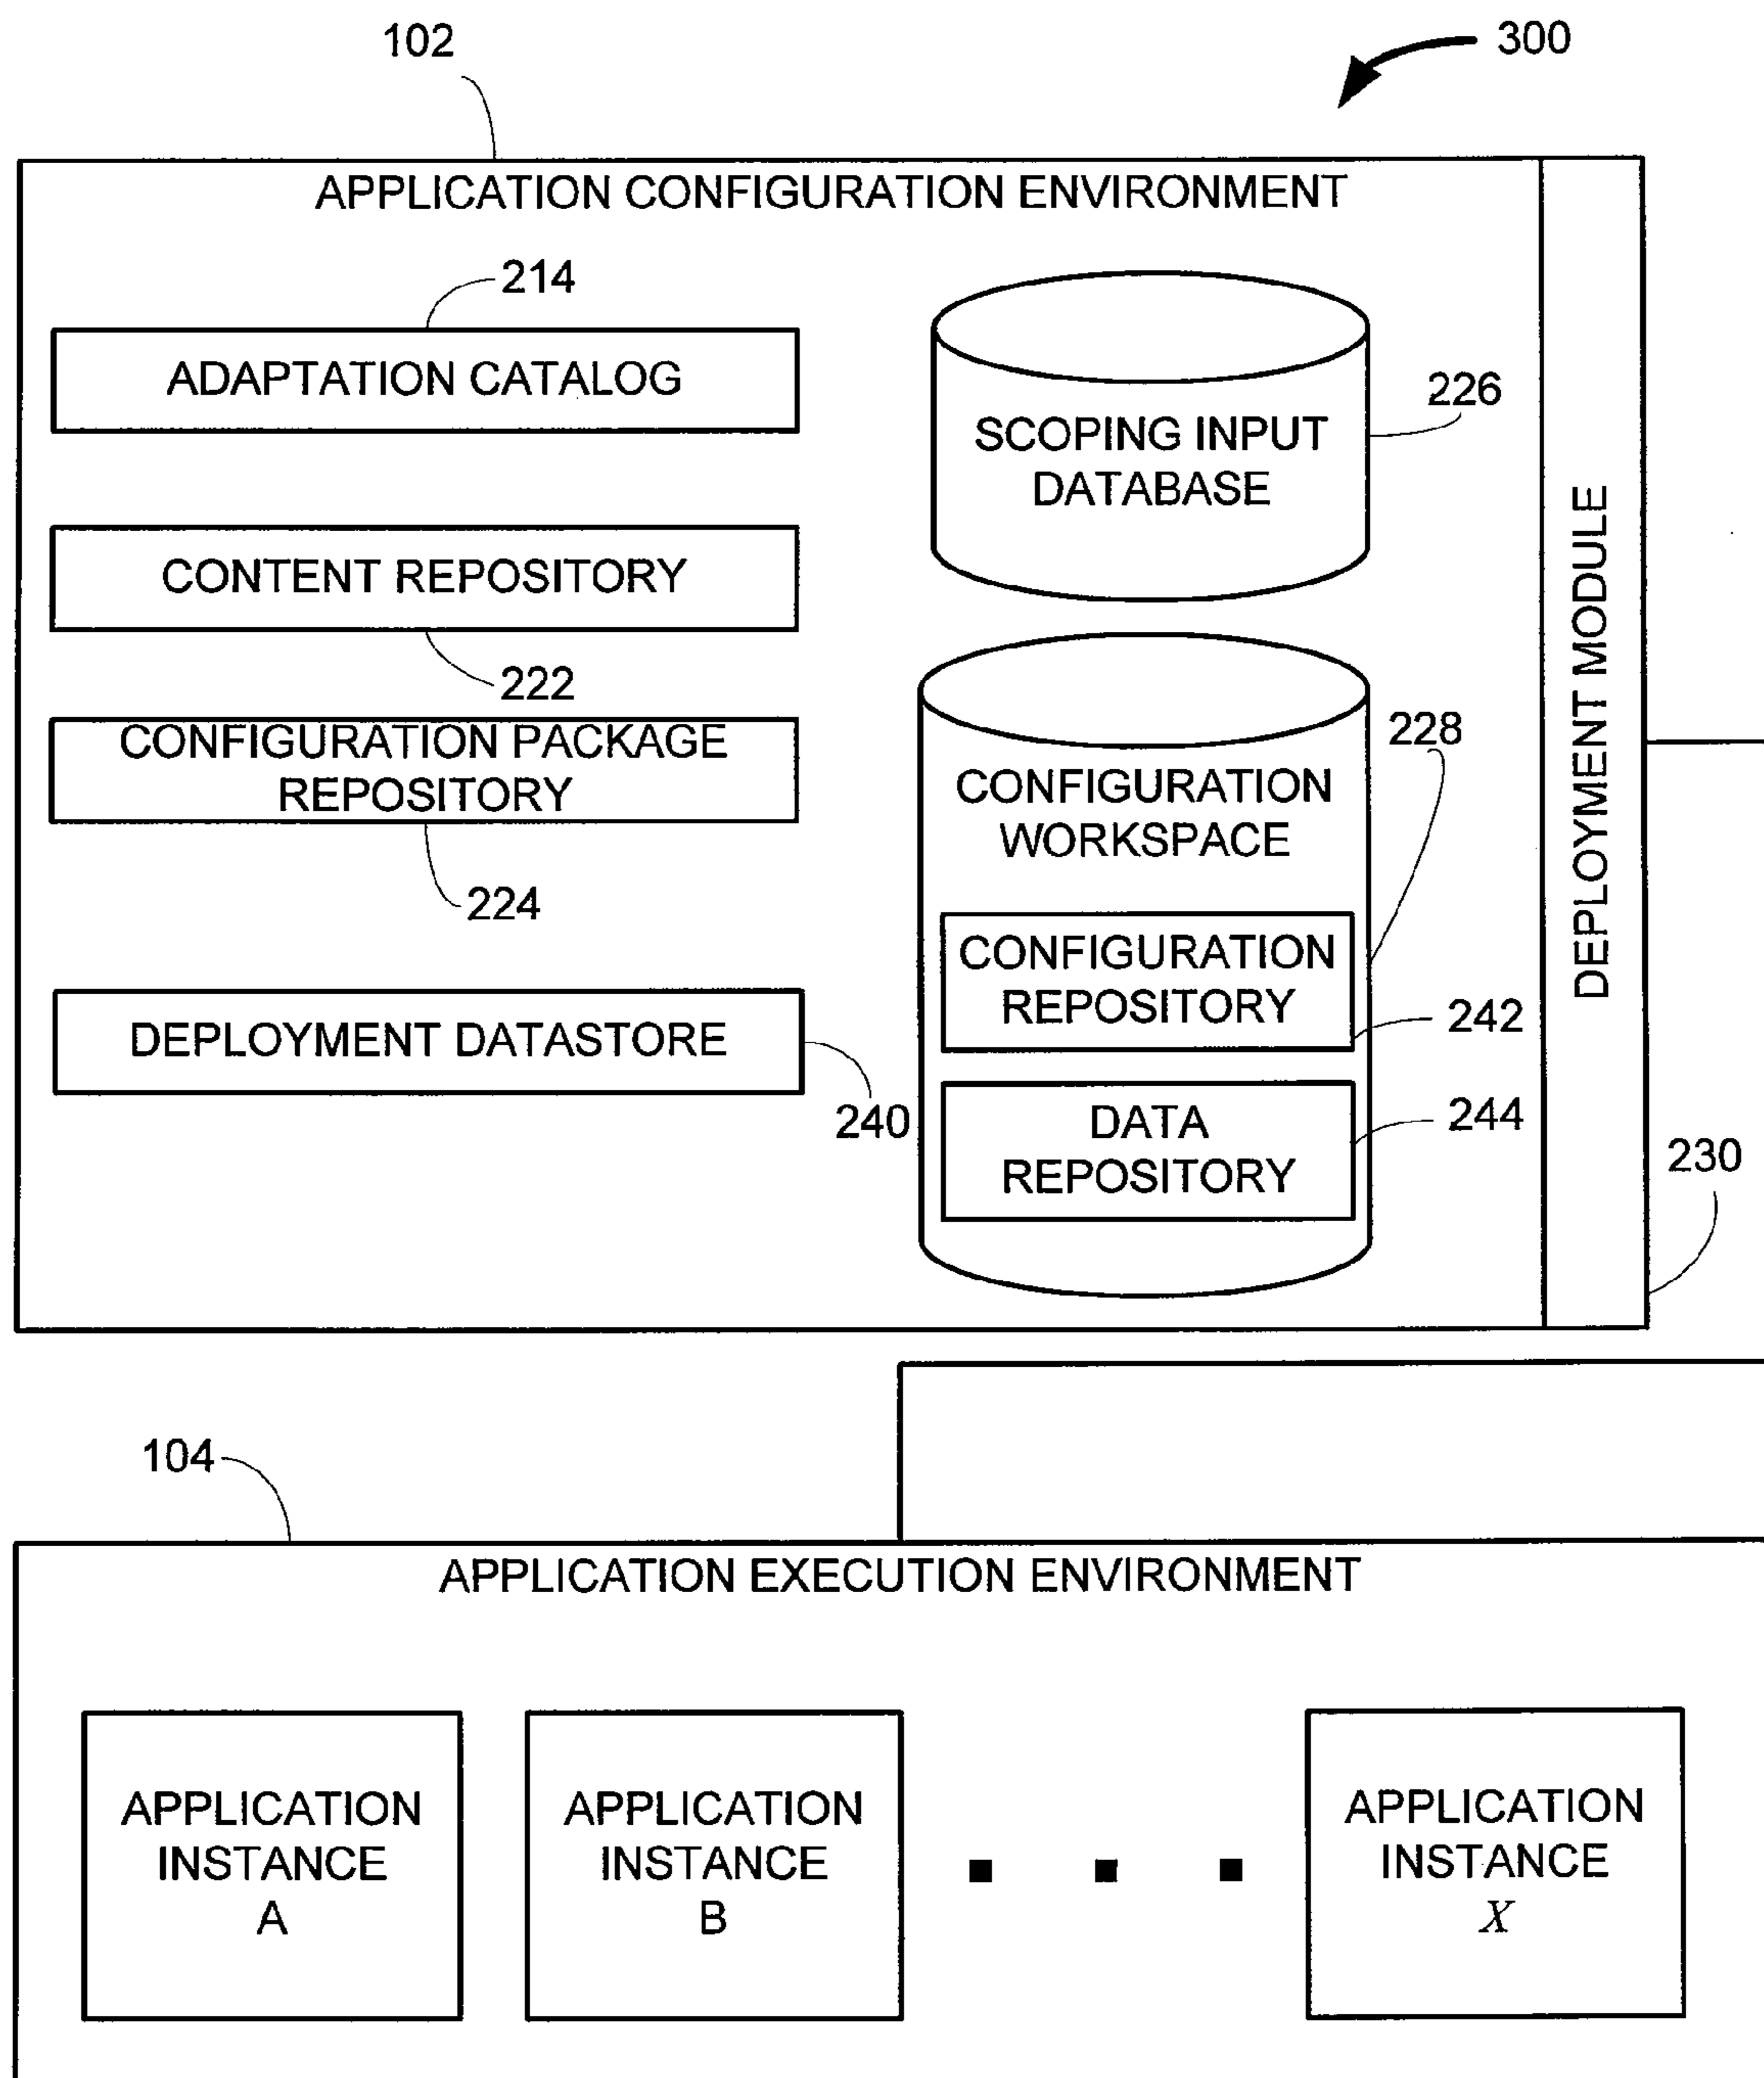 102
300
APPLICATION CONFIGURATION ENVIRONMENT
214
ADAPTATION CATALOG
CONTENT REPOSITORY
222
CONFIGURATION PACKAGE
REPOSITORY
224
DEPLOYMENT DATASTORE
240
SCOPING INPUT
DATABASE
226
CONFIGURATION
WORKSPACE
228
CONFIGURATION
REPOSITORY
242
DATA
REPOSITORY
244
DEPLOYMENT MODULE
230
104
APPLICATION EXECUTION ENVIRONMENT
APPLICATION
INSTANCE
A
APPLICATION
INSTANCE
B
APPLICATION
INSTANCE
X